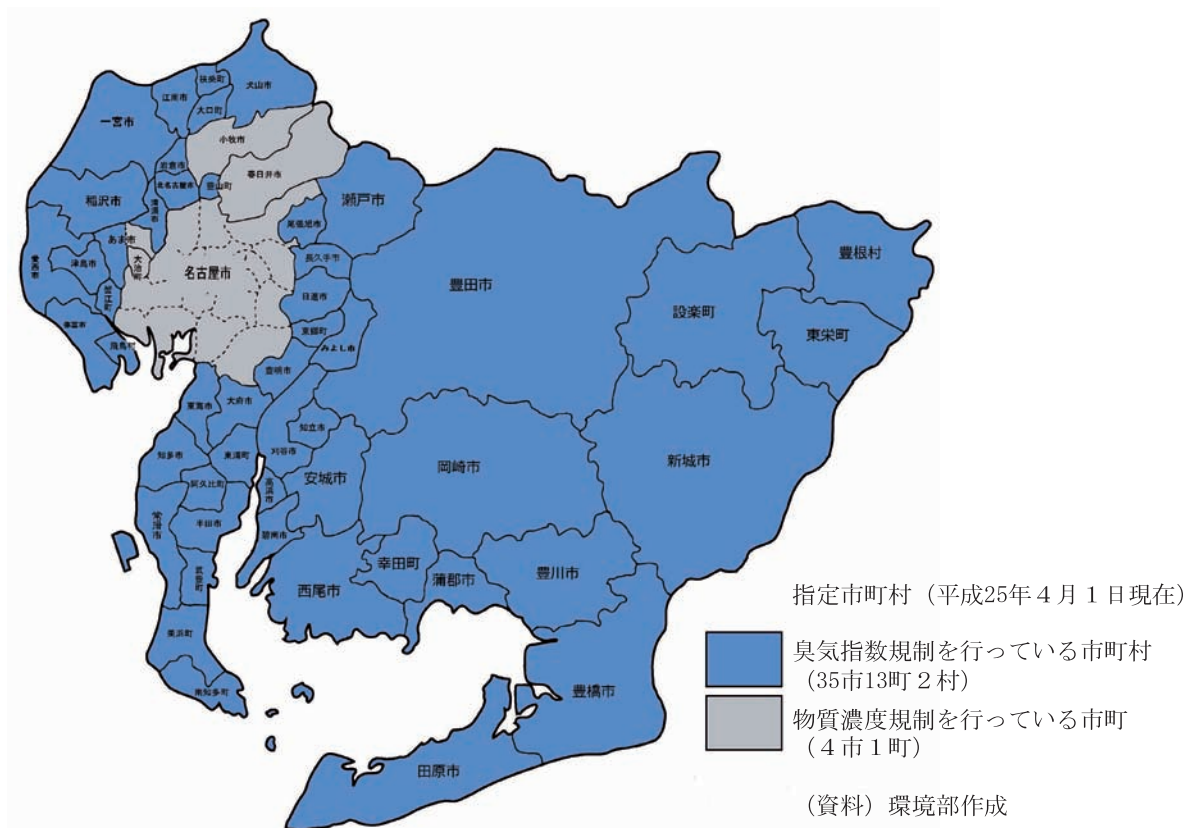 犬山市
扶桑町
江南市
大口町
一宮市
小牧市
岩倉市
春日井市
北名古屋市
豊山町
稲沢市
清須市
瀬戸市
尾張旭市
あま市
大治町
津島市
愛西市
名古屋市
長久手市
豊根村
蟹江町
日進市
豊田市
設楽町
弥富市
飛島村
東郷町
みよし市
東栄町
豊明市
東海市
大府市
知立市
知多市
東浦町
刈谷市
安城市
岡崎市
新城市
阿久比町
高浜市
常滑市
半田市
碧南市
武豊町
西尾市
幸田町
蒲郡市
豊川市
美浜町
南知多町
豊橋市
田原市
指定市町村(平成25年4月1日現在)
臭気指数規制を行っている市町村
(35市13町2村)
物質濃度規制を行っている市町
(4市1町)
(資料)環境部作成